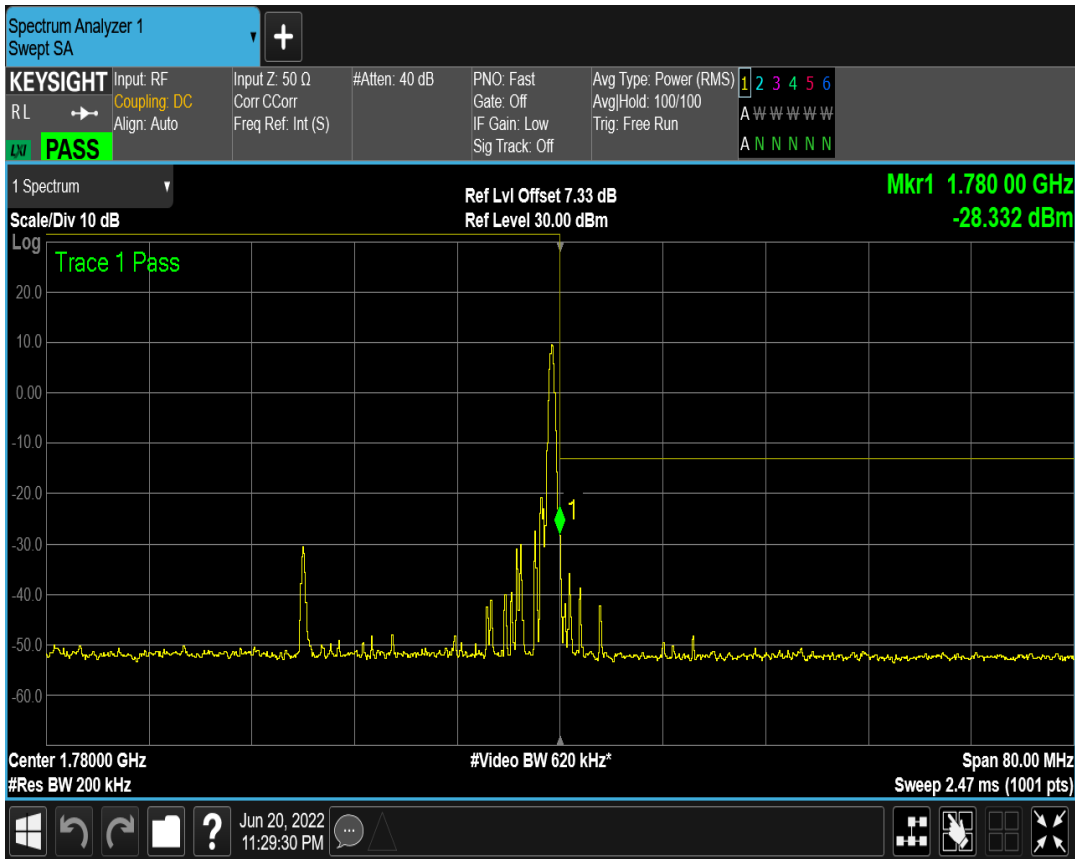 Spectrum Analyzer 1
Swept SA
+
KEYSIGHT
R L
LXI PASS
Input: RF
Coupling: DC
Align: Auto
Input Z: 50 Ω
Corr CCorr
Freq Ref: Int (S)
#Atten: 40 dB
PNO: Fast
Gate: Off
IF Gain: Low
Sig Track: Off
Avg Type: Power (RMS)
Avg|Hold: 100/100
Trig: Free Run
1 2 3 4 5 6
A W W W W W
A N N N N N
1 Spectrum
Scale/Div 10 dB
Ref Lvl Offset 7.33 dB
Ref Level 30.00 dBm
Mkr1 1.780 00 GHz
-28.332 dBm
Log
Trace 1 Pass
20.0
10.0
0.00
-10.0
-20.0
1
-30.0
-40.0
-50.0
-60.0
Center 1.78000 GHz
#Res BW 200 kHz
#Video BW 620 kHz*
Span 80.00 MHz
Sweep 2.47 ms (1001 pts)
?
Jun 20, 2022
11:29:30 PM